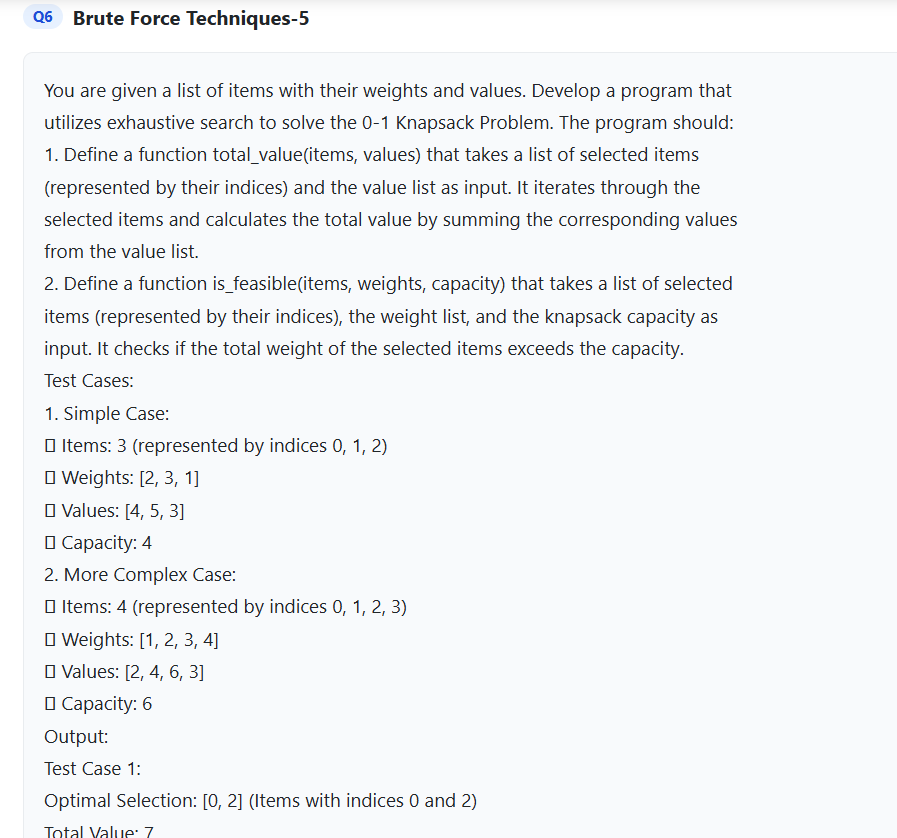 Q6 Brute Force Techniques-5
You are given a list of items with their weights and values. Develop a program that
utilizes exhaustive search to solve the 0-1 Knapsack Problem. The program should:
1. Define a function total_value(items, values) that takes a list of selected items
(represented by their indices) and the value list as input. It iterates through the
selected items and calculates the total value by summing the corresponding values
from the value list.
2. Define a function is_feasible(items, weights, capacity) that takes a list of selected
items (represented by their indices), the weight list, and the knapsack capacity as
input. It checks if the total weight of the selected items exceeds the capacity.
Test Cases:
1. Simple Case:
▯ Items: 3 (represented by indices 0, 1, 2)
▯ Weights: [2, 3, 1]
▯ Values: [4, 5, 3]
▯ Capacity: 4
2. More Complex Case:
▯ Items: 4 (represented by indices 0, 1, 2, 3)
▯ Weights: [1, 2, 3, 4]
▯ Values: [2, 4, 6, 3]
▯ Capacity: 6
Output:
Test Case 1:
Optimal Selection: [0, 2] (Items with indices 0 and 2)
Total Value: 7